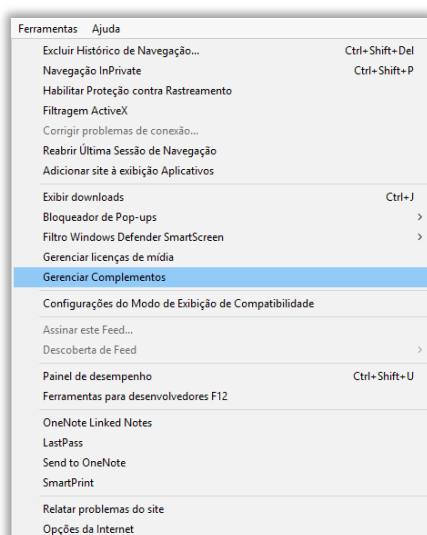 Ferramentas Ajuda
Excluir Histórico de Navegação... Ctrl+Shift+Del
Navegação InPrivate Ctrl+Shift+P
Habilitar Proteção contra Rastreamento
Filtragem ActiveX
Corrigir problemas de conexão...
Reabrir Última Sessão de Navegação
Adicionar site à exibição Aplicativos
Exibir downloads Ctrl+J
Bloqueador de Pop-ups
Filtro Windows Defender SmartScreen
Gerenciar licenças de mídia
Gerenciar Complementos
Configurações do Modo de Exibição de Compatibilidade
Assinar este Feed...
Descoberta de Feed
Painel de desempenho Ctrl+Shift+U
Ferramentas para desenvolvedores F12
OneNote Linked Notes
LastPass
Send to OneNote
SmartPrint
Relatar problemas do site
Opções da Internet